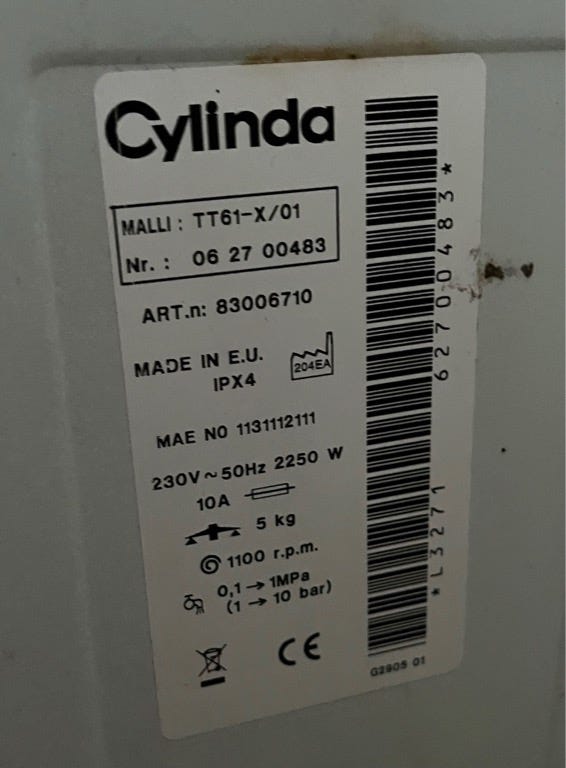 Cylinda
MALLI : TT61-X/01
Nr. : 06 27 00483
ART.n: 83006710
MADE IN E.U.
204EA
IPX4
MAE NO 1131112111
230V ~ 50Hz 2250 W
10A
5 kg
1100 r.p.m.
0,1 → 1MPa
(1 → 10 bar)
CE
* L3271 62700483 *
G2905 01